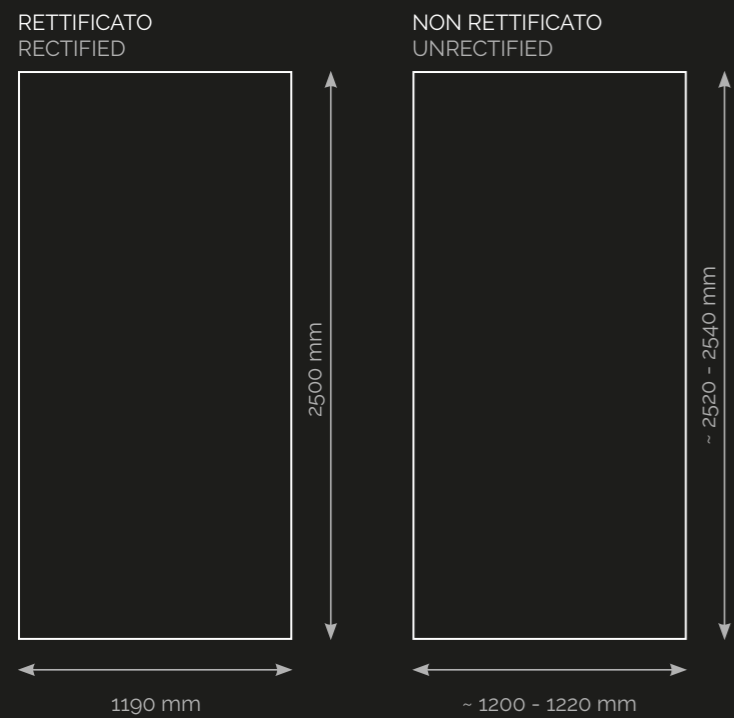 RETTIFICATO
RECTIFIED
2500 mm
1190 mm
NON RETTIFICATO
UNRECTIFIED
~ 2520 - 2540 mm
~ 1200 - 1220 mm